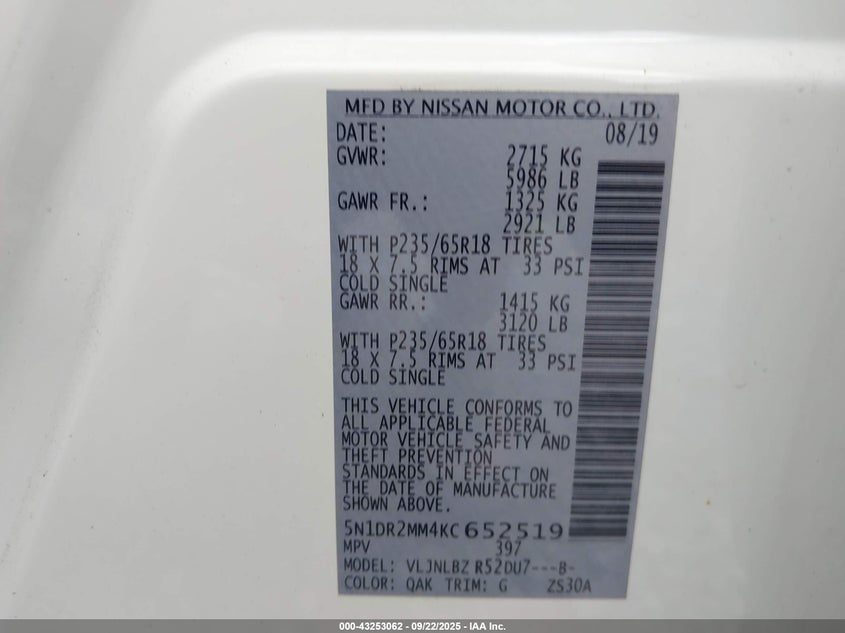 MFD BY NISSAN MOTOR CO., LTD.
DATE: 08/19
GVWR: 2715 KG
5986 LB
GAWR FR.: 1325 KG
2921 LB
WITH P235/65R18 TIRES
18 X 7.5 RIMS AT 33 PSI
COLD SINGLE
GAWR RR.: 1415 KG
3120 LB
WITH P235/65R18 TIRES
18 X 7.5 RIMS AT 33 PSI
COLD SINGLE
THIS VEHICLE CONFORMS TO
ALL APPLICABLE FEDERAL
MOTOR VEHICLE SAFETY AND
THEFT PREVENTION
STANDARDS IN EFFECT ON
THE DATE OF MANUFACTURE
SHOWN ABOVE.
5N1DR2MM4KC652519
MPV 397
MODEL: VLJNLBZ R52DU7---B-
COLOR: QAK TRIM: G ZS30A
000-43253062 - 09/22/2025 - IAA Inc.